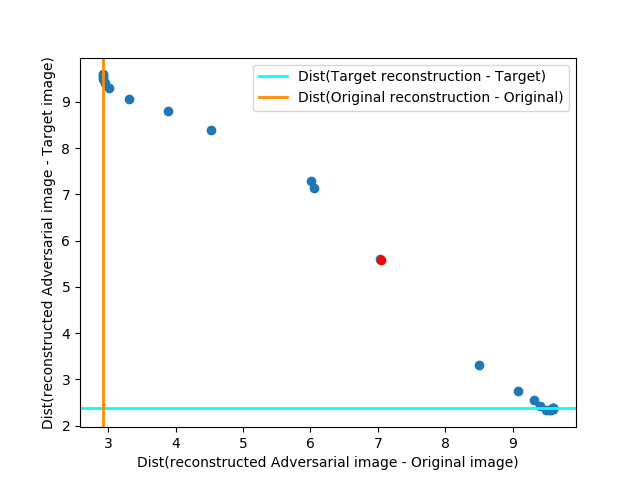 Dist(Target reconstruction - Target)
Dist(Original reconstruction - Original)
Dist(reconstructed Adversarial image - Target image)
9
8
7
6
5
4
3
2
3 4 5 6 7 8 9
Dist(reconstructed Adversarial image - Original image)